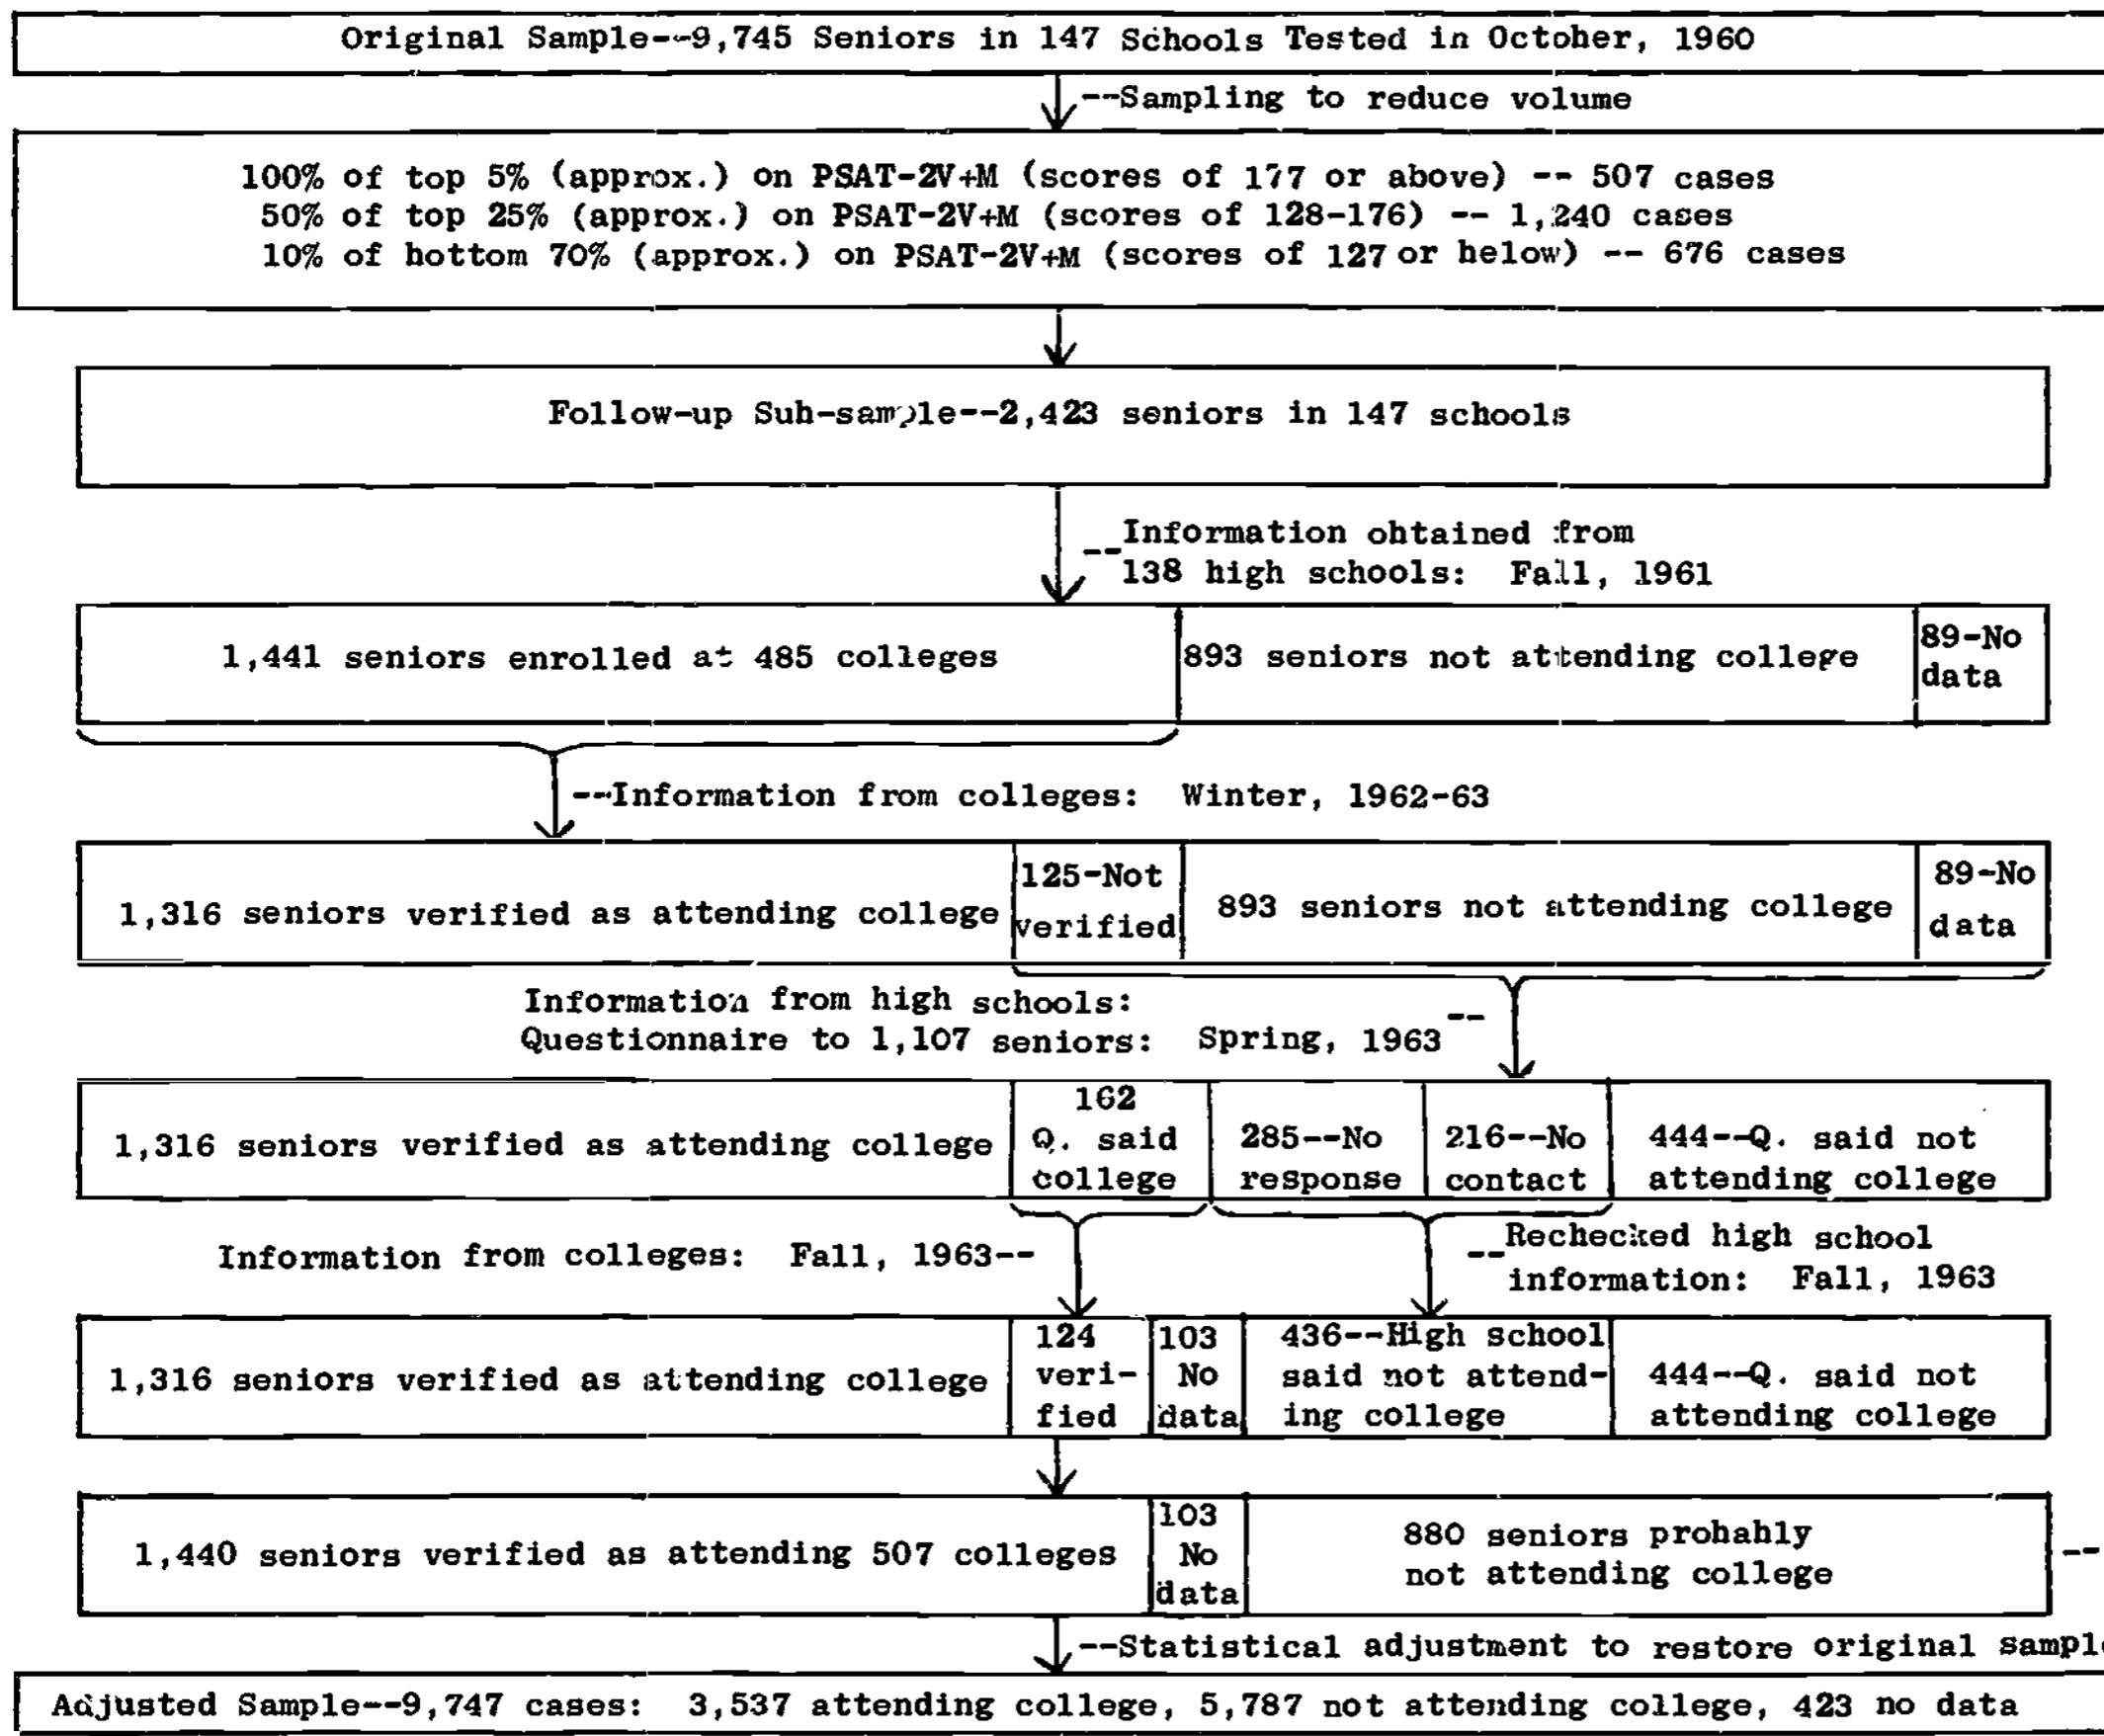 Original Sample--9,745 Seniors in 147 Schools Tested in October, 1960
--Sampling to reduce volume
100% of top 5% (approx.) on PSAT-2V+M (scores of 177 or above) -- 507 cases
50% of top 25% (approx.) on PSAT-2V+M (scores of 128-176) -- 1,240 cases
10% of bottom 70% (approx.) on PSAT-2V+M (scores of 127 or below) -- 676 cases
Follow-up Sub-sample--2,423 seniors in 147 schools
--Information obtained from
138 high schools: Fall, 1961
1,441 seniors enrolled at 485 colleges
893 seniors not attending college
89-No
data
--Information from colleges: Winter, 1962-63
1,316 seniors verified as attending college
125-Not
verified
893 seniors not attending college
89-No
data
Information from high schools:
Questionnaire to 1,107 seniors: Spring, 1963--
1,316 seniors verified as attending college
162
Q. said
college
285--No
response
216--No
contact
444--Q. said not
attending college
Information from colleges: Fall, 1963--
--Rechecked high school
information: Fall, 1963
1,316 seniors verified as attending college
124
veri-
fied
103
No
data
436--High school
said not attend-
ing college
444--Q. said not
attending college
1,440 seniors verified as attending 507 colleges
103
No
data
880 seniors probably
not attending college
--
--Statistical adjustment to restore original sample
Adjusted Sample--9,747 cases: 3,537 attending college, 5,787 not attending college, 423 no data